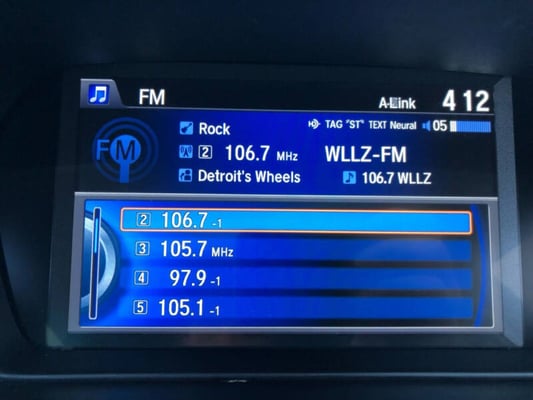 FM
A-Link
4 12
Rock
HD TAG "ST" TEXT Neural 05
FM
2 106.7 MHz
WLLZ-FM
Detroit's Wheels
106.7 WLLZ
2 106.7 -1
3 105.7 MHz
4 97.9 -1
5 105.1 -1